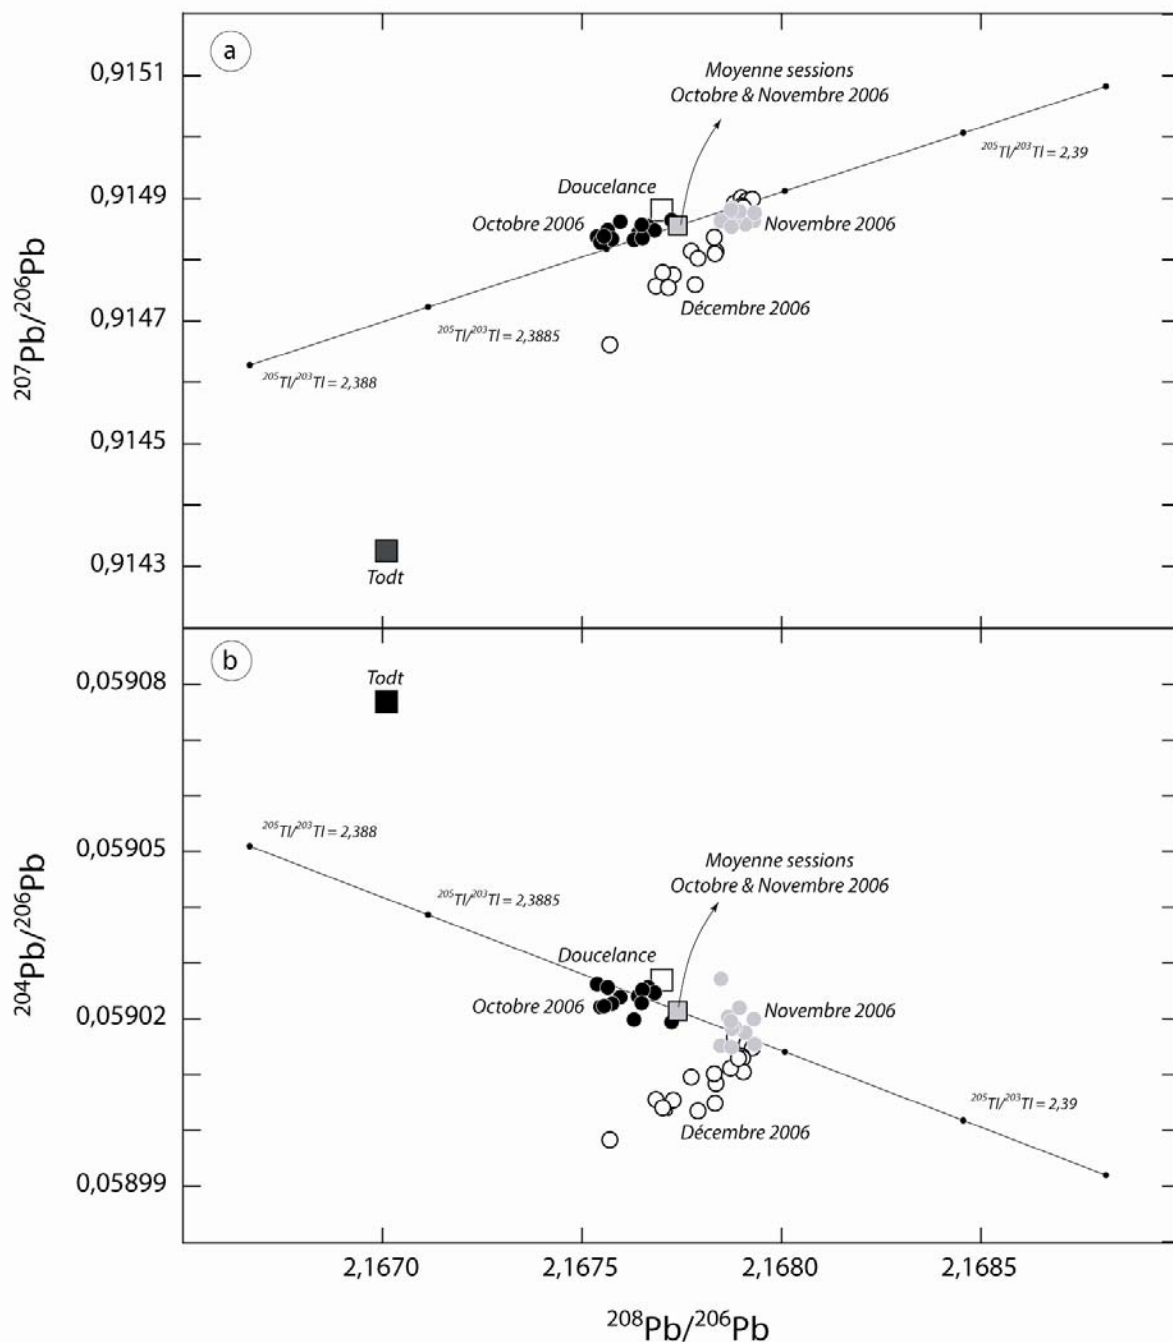 a
Moyenne sessions
Octobre & Novembre 2006
0,9151
²⁰⁵Tl/²⁰³Tl = 2,39
0,9149
Doucelance
Octobre 2006
Novembre 2006
Décembre 2006
0,9147
²⁰⁵Tl/²⁰³Tl = 2,3885
²⁰⁵Tl/²⁰³Tl = 2,388
²⁰⁷Pb/²⁰⁶Pb
0,9145
0,9143
Todt
b
Todt
0,05908
²⁰⁵Tl/²⁰³Tl = 2,388
0,05905
Moyenne sessions
Octobre & Novembre 2006
²⁰⁵Tl/²⁰³Tl = 2,3885
²⁰⁴Pb/²⁰⁶Pb
Doucelance
Octobre 2006
Novembre 2006
0,05902
²⁰⁵Tl/²⁰³Tl = 2,39
Décembre 2006
0,05899
2,1670 2,1675 2,1680 2,1685
²⁰⁸Pb/²⁰⁶Pb